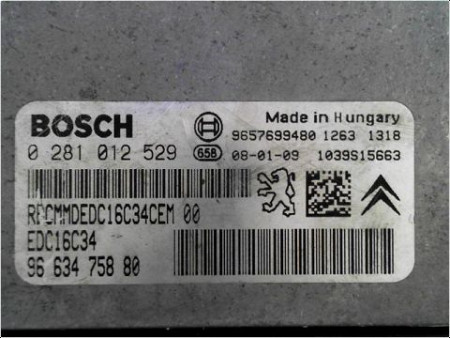 BOSCH
Made in Hungary
9657699480 1263 1318
0 281 012 529 658 08-01-09 1039S15663
00
EDC16C34
96 634 758 80